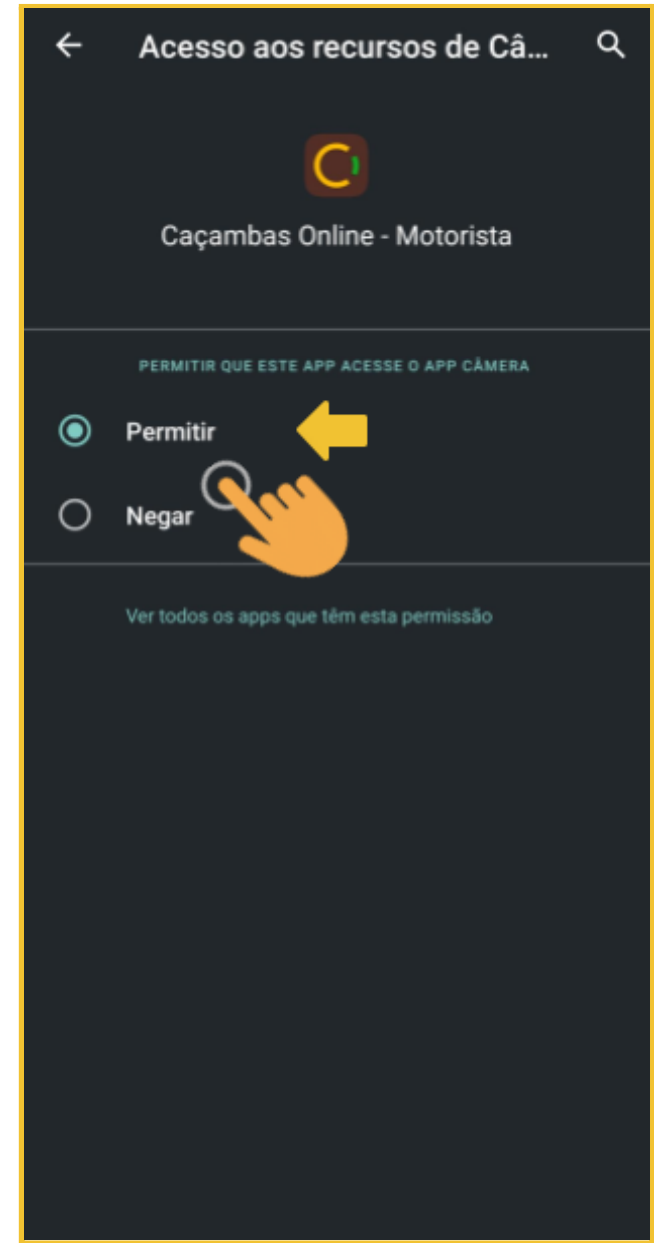 Acesso aos recursos de Câ...
Caçambas Online - Motorista
PERMITIR QUE ESTE APP ACESSE O APP CÂMERA
Permitir
Negar
Ver todos os apps que têm esta permissão